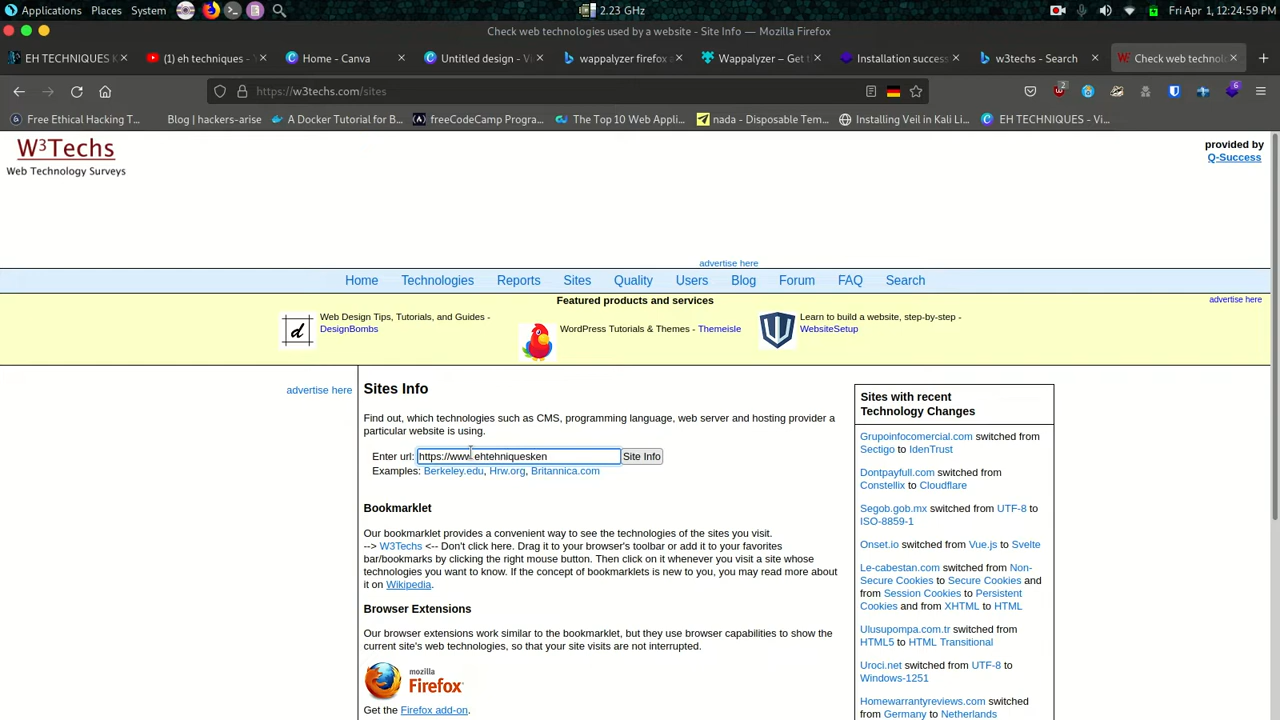 Applications Places System 2.23 GHz Fri Apr 1, 12:24:59 PM
Check web technologies used by a website - Site Info — Mozilla Firefox
EH TECHNIQUES K (1) eh techniques - Y Home - Canva Untitled design - Vi wappalyzer firefox a Wappalyzer – Get t Installation success w3techs - Search Check web technol
https://w3techs.com/sites 2 6
Free Ethical Hacking T... Blog | hackers-arise A Docker Tutorial for B... freeCodeCamp Progra... The Top 10 Web Appli... nada - Disposable Tem... Installing Veil in Kali Li... EH TECHNIQUES - Vi...
W³Techs
Web Technology Surveys
provided by
Q-Success
advertise here
Home Technologies Reports Sites Quality Users Blog Forum FAQ Search
Featured products and services
advertise here
Web Design Tips, Tutorials, and Guides -
DesignBombs
WordPress Tutorials & Themes - Themeisle
Learn to build a website, step-by-step -
WebsiteSetup
advertise here
Sites Info
Find out, which technologies such as CMS, programming language, web server and hosting provider a
particular website is using.
Enter url: https://www.ehtehniquesken Site Info
Examples: Berkeley.edu, Hrw.org, Britannica.com
Bookmarklet
Our bookmarklet provides a convenient way to see the technologies of the sites you visit.
--> W3Techs <-- Don't click here. Drag it to your browser's toolbar or add it to your favorites
bar/bookmarks by clicking the right mouse button. Then click on it whenever you visit a site whose
technologies you want to know. If the concept of bookmarklets is new to you, you may read more about
it on Wikipedia.
Browser Extensions
Our browser extensions work similar to the bookmarklet, but they use browser capabilities to show the
current site's web technologies, so that your site visits are not interrupted.
mozilla
Firefox
Get the Firefox add-on.
Sites with recent
Technology Changes
Grupoinfocomercial.com switched from
Sectigo to IdenTrust
Dontpayfull.com switched from
Constellix to Cloudflare
Segob.gob.mx switched from UTF-8 to
ISO-8859-1
Onset.io switched from Vue.js to Svelte
Le-cabestan.com switched from Non-
Secure Cookies to Secure Cookies and
from Session Cookies to Persistent
Cookies and from XHTML to HTML
Ulusupompa.com.tr switched from
HTML5 to HTML Transitional
Uroci.net switched from UTF-8 to
Windows-1251
Homewarrantyreviews.com switched
from Germany to Netherlands